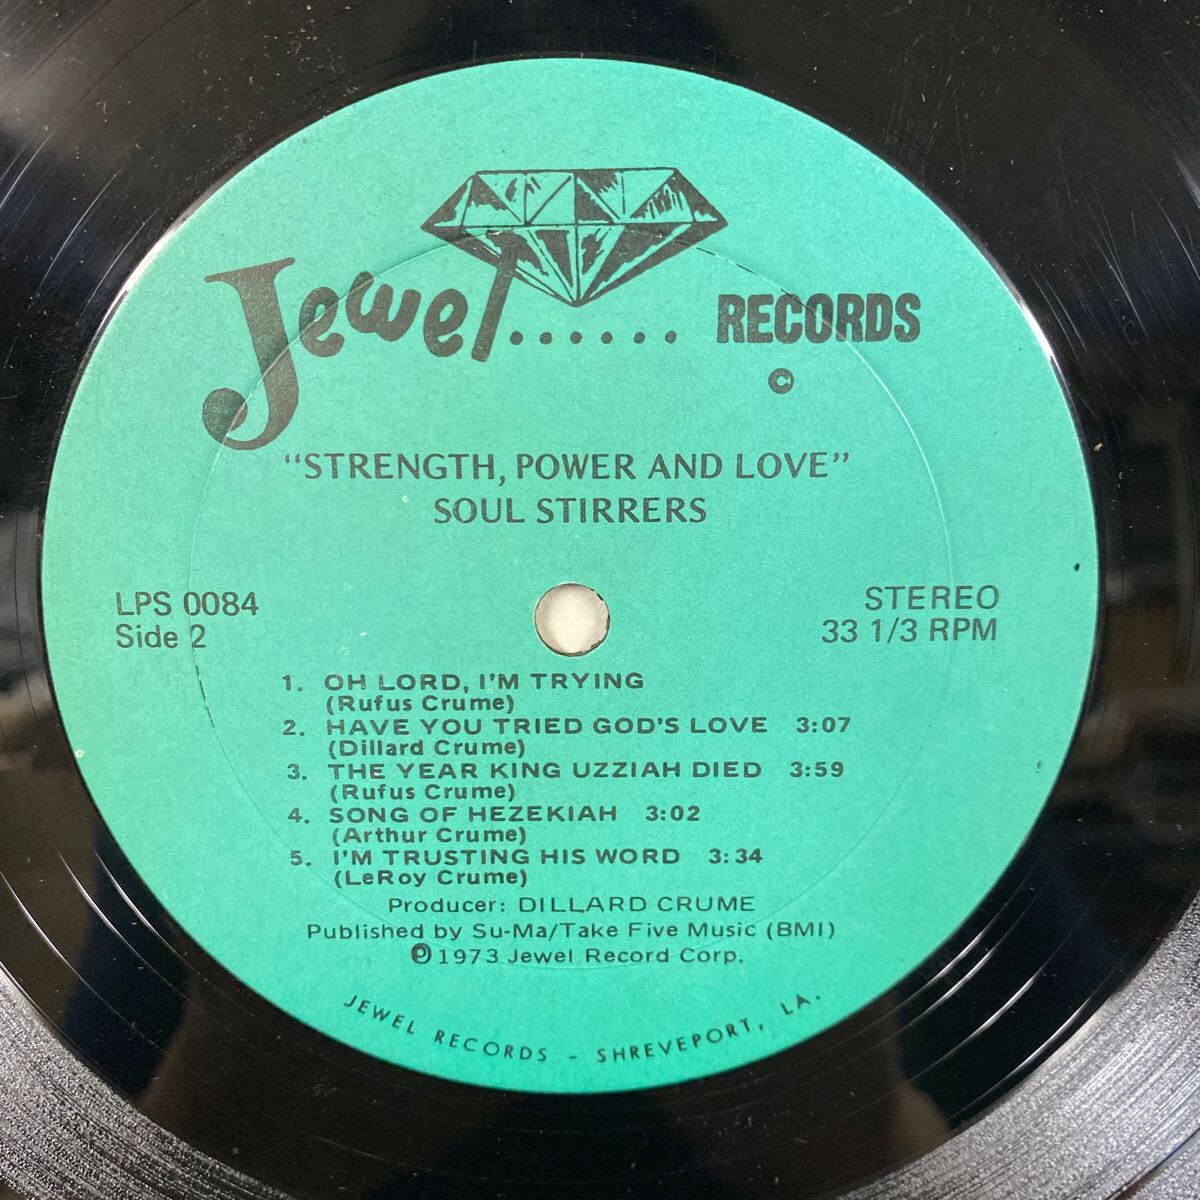 Jewel...... RECORDS
©
"STRENGTH, POWER AND LOVE"
SOUL STIRRERS
LPS 0084
Side 2
STEREO
33 1/3 RPM
1. OH LORD, I'M TRYING
(Rufus Crume)
2. HAVE YOU TRIED GOD'S LOVE 3:07
(Dillard Crume)
3. THE YEAR KING UZZIAH DIED 3:59
(Rufus Crume)
4. SONG OF HEZEKIAH 3:02
(Arthur Crume)
5. I'M TRUSTING HIS WORD 3:34
(LeRoy Crume)
Producer: DILLARD CRUME
Published by Su-Ma/Take Five Music (BMI)
℗1973 Jewel Record Corp.
JEWEL RECORDS - SHREVEPORT, LA.